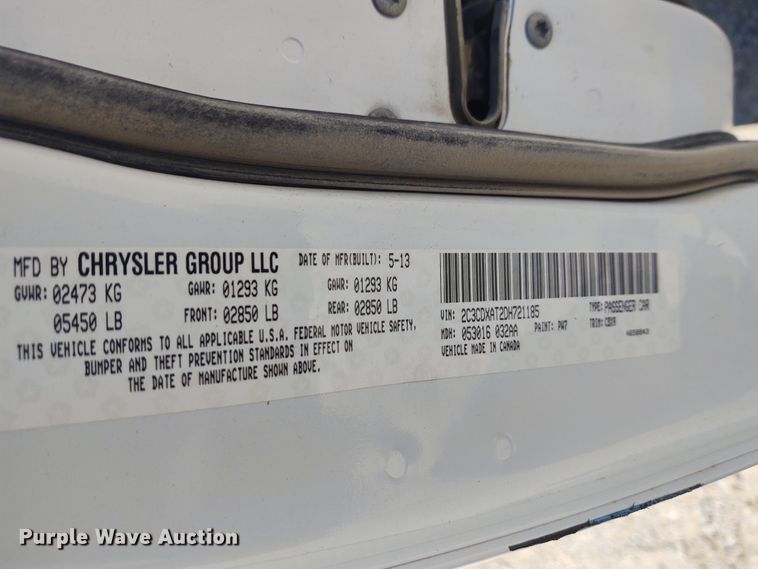 MFD BY CHRYSLER GROUP LLC
DATE OF MFR(BUILT): 5-13
GVWR: 02473 KG
GAWR: 01293 KG
GAWR: 01293 KG
05450 LB
FRONT: 02850 LB
REAR: 02850 LB
THIS VEHICLE CONFORMS TO ALL APPLICABLE U.S.A. FEDERAL MOTOR VEHICLE SAFETY,
BUMPER AND THEFT PREVENTION STANDARDS IN EFFECT ON
THE DATE OF MANUFACTURE SHOWN ABOVE.
VIN: 2C3CDXAT2DH721185
TYPE: PASSENGER CAR
MDH: 053016 032AA
PAINT: PW7
TRIM: CBX9
VEHICLE MADE IN CANADA
Purple Wave Auction